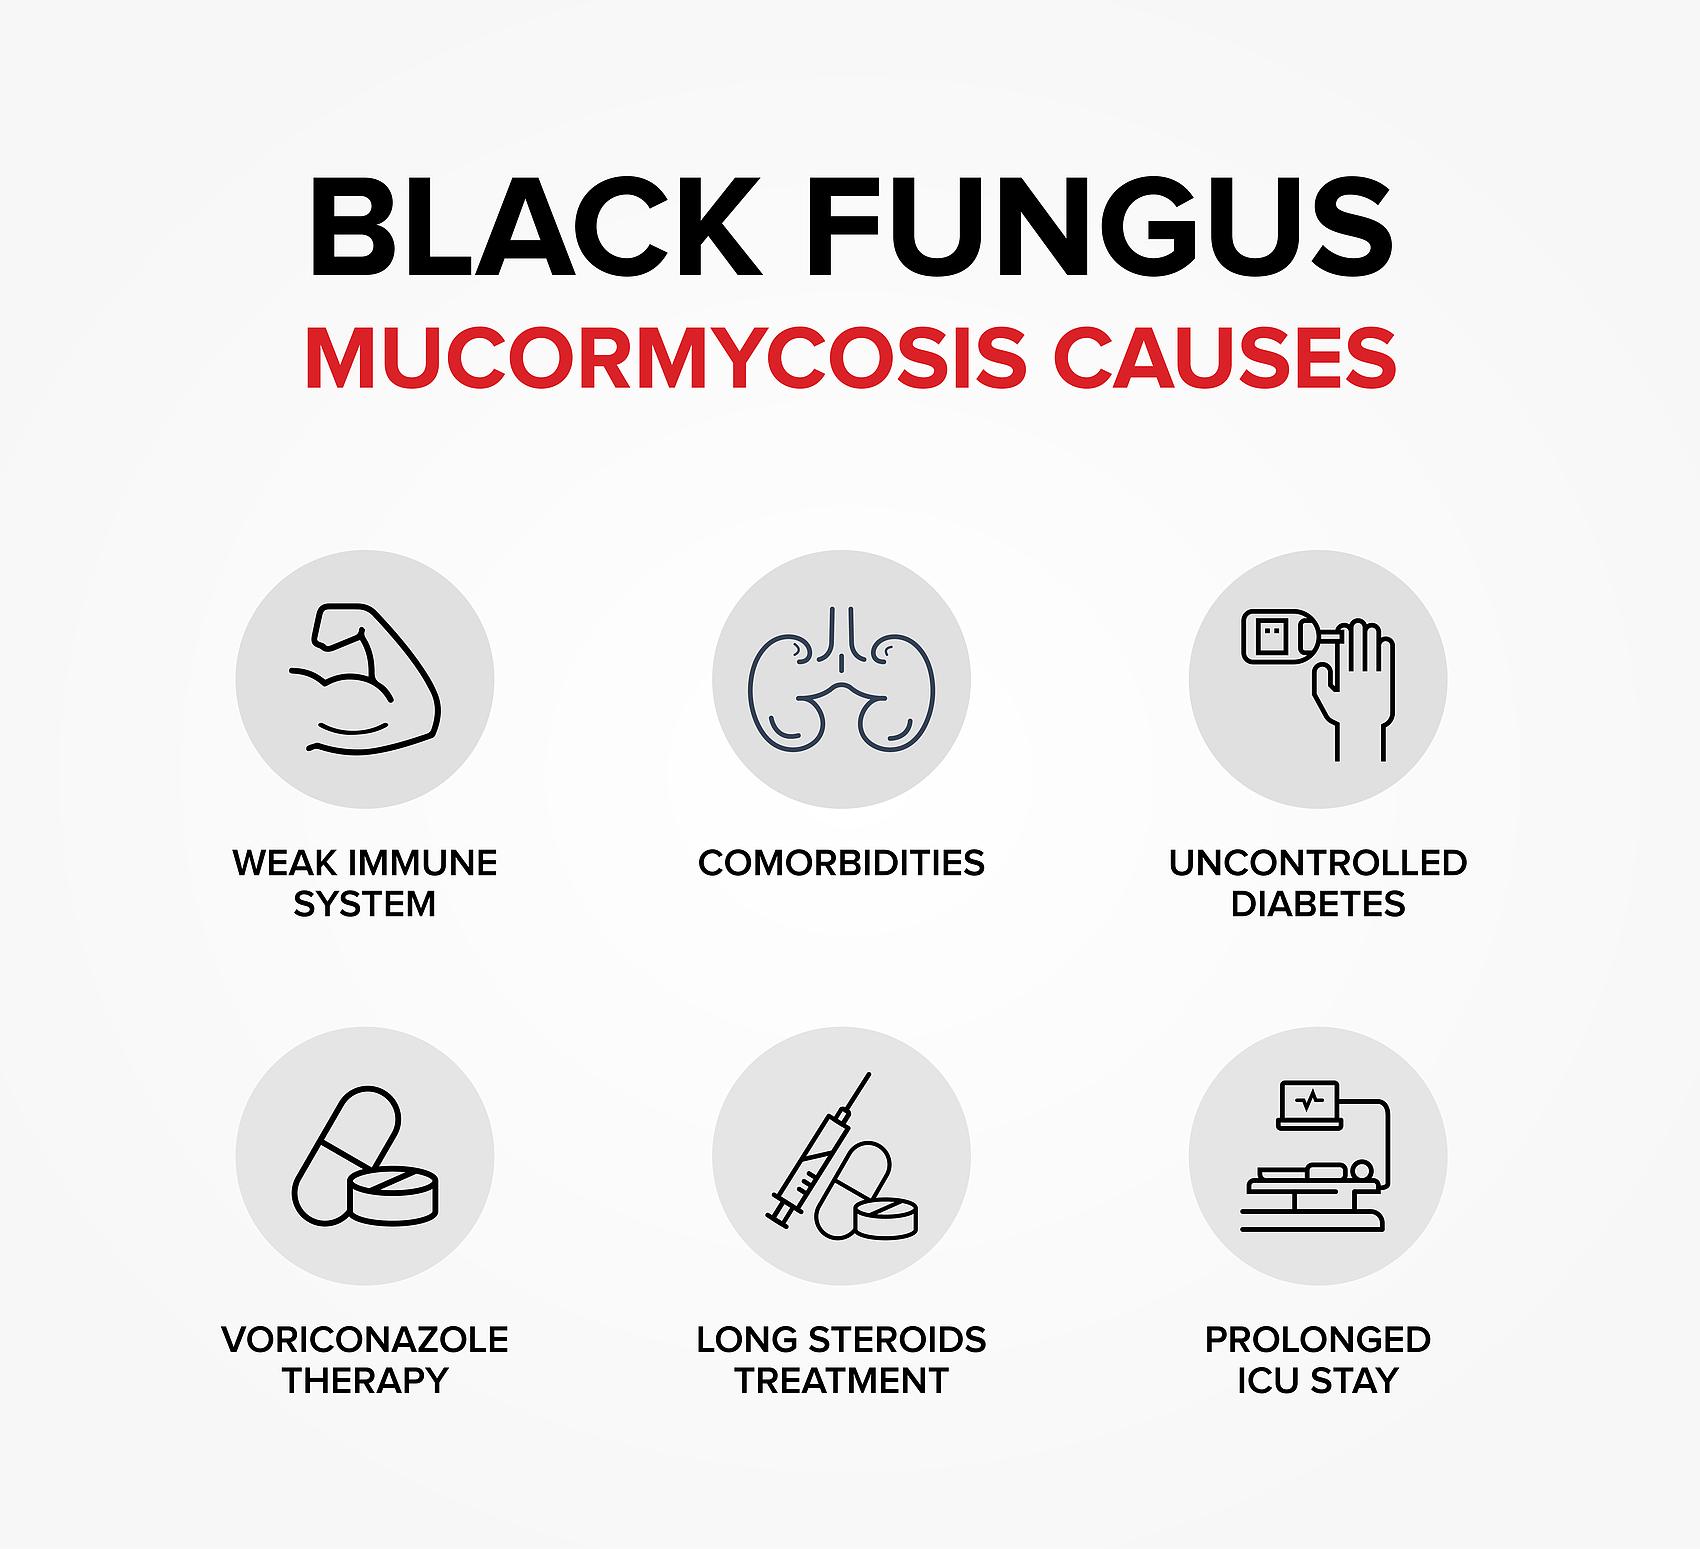 BLACK FUNGUS
MUCORMYCOSIS CAUSES
WEAK IMMUNE
SYSTEM
COMORBIDITIES
UNCONTROLLED
DIABETES
VORICONAZOLE
THERAPY
LONG STEROIDS
TREATMENT
PROLONGED
ICU STAY